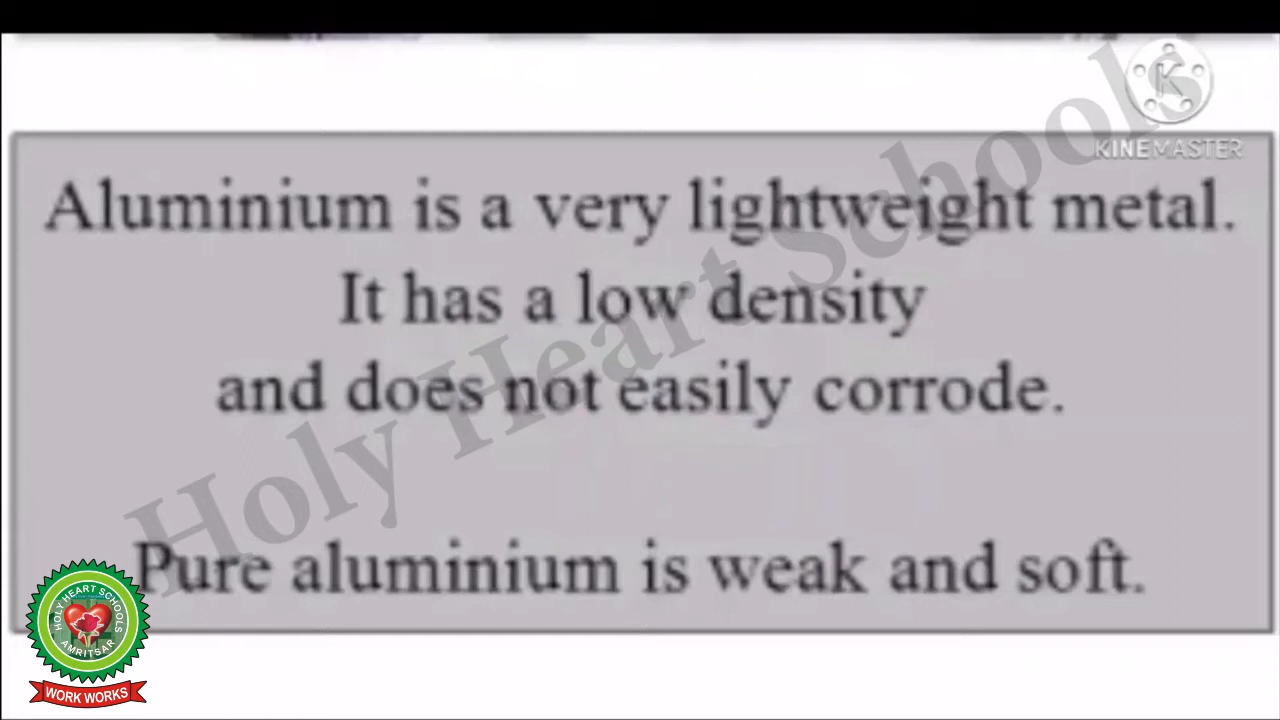 KINEMASTER
Aluminium is a very lightweight metal.
It has a low density
and does not easily corrode.
Pure aluminium is weak and soft.
Holy Heart Schools
HOLY HEART SCHOOLS
AMRITSAR
WORK WORKS